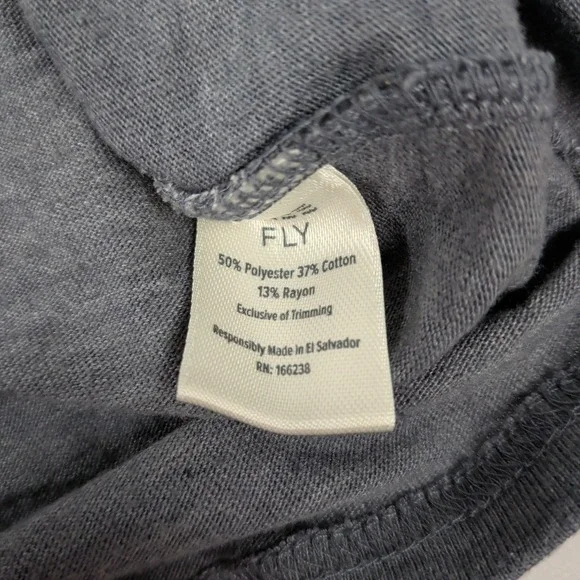 FLY
50% Polyester 37% Cotton
13% Rayon
Exclusive of Trimming
Responsibly Made in El Salvador
RN: 166238